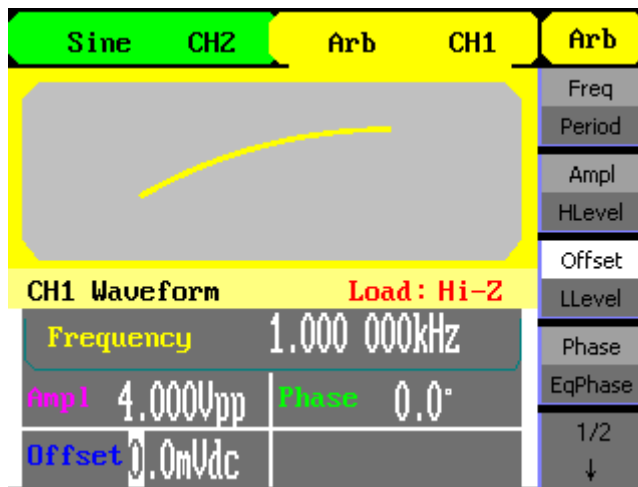 Sine CH2 Arb CH1 Arb
Freq
Period
Ampl
HLevel
Offset
LLevel
CH1 Waveform Load: Hi-Z
Phase
EqPhase
Frequency 1.000 000kHz
Ampl 4.000Vpp Phase 0.0°
Offset 0.0mVdc
1/2
↓